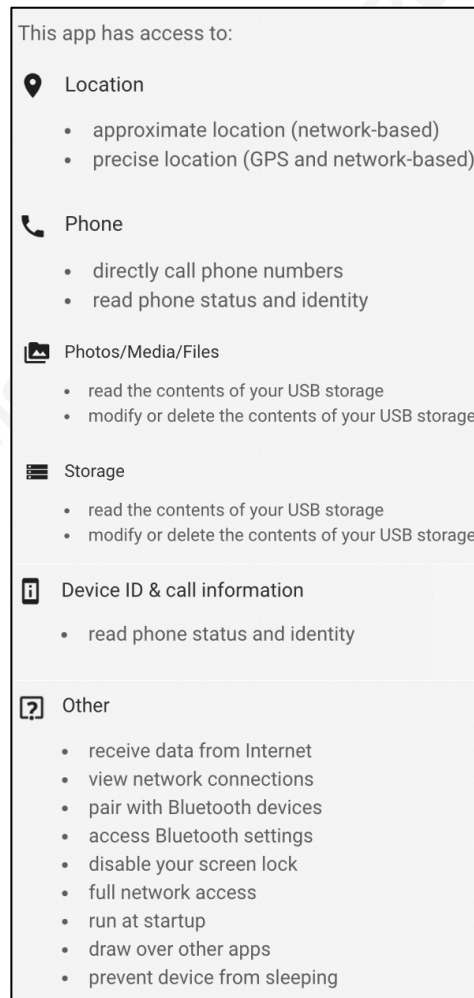 This app has access to:
Location
• approximate location (network-based)
• precise location (GPS and network-based)
Phone
• directly call phone numbers
• read phone status and identity
Photos/Media/Files
• read the contents of your USB storage
• modify or delete the contents of your USB storage
Storage
• read the contents of your USB storage
• modify or delete the contents of your USB storage
Device ID & call information
• read phone status and identity
Other
• receive data from Internet
• view network connections
• pair with Bluetooth devices
• access Bluetooth settings
• disable your screen lock
• full network access
• run at startup
• draw over other apps
• prevent device from sleeping